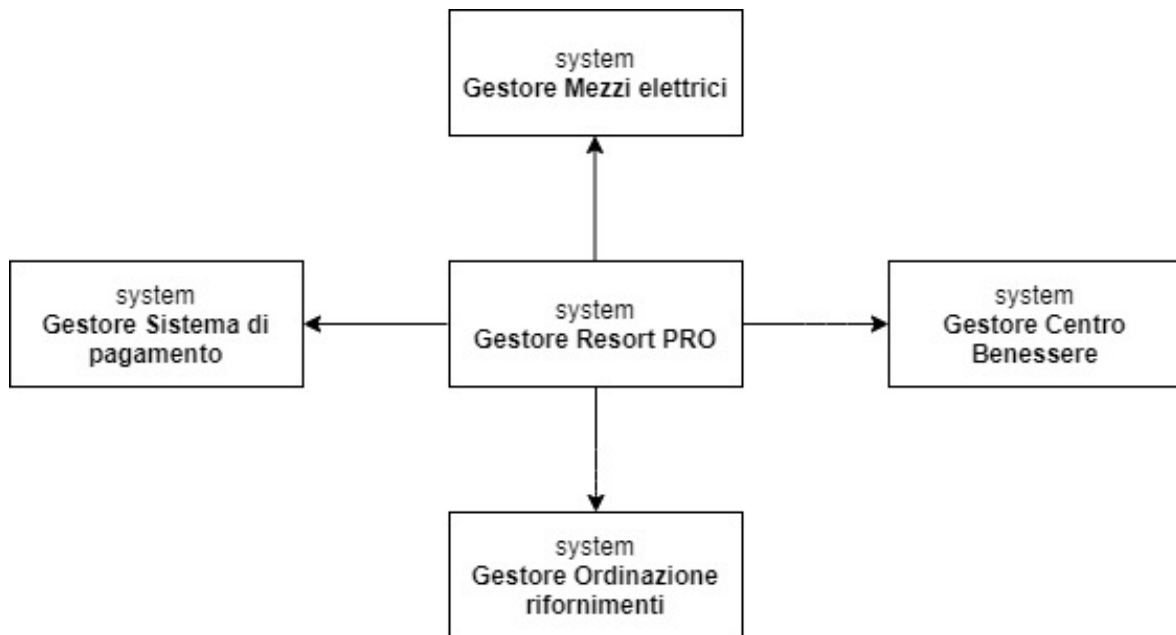 system
Gestore Mezzi elettrici
system
Gestore Sistema di
pagamento
system
Gestore Resort PRO
system
Gestore Centro
Benessere
system
Gestore Ordinazione
rifornimenti